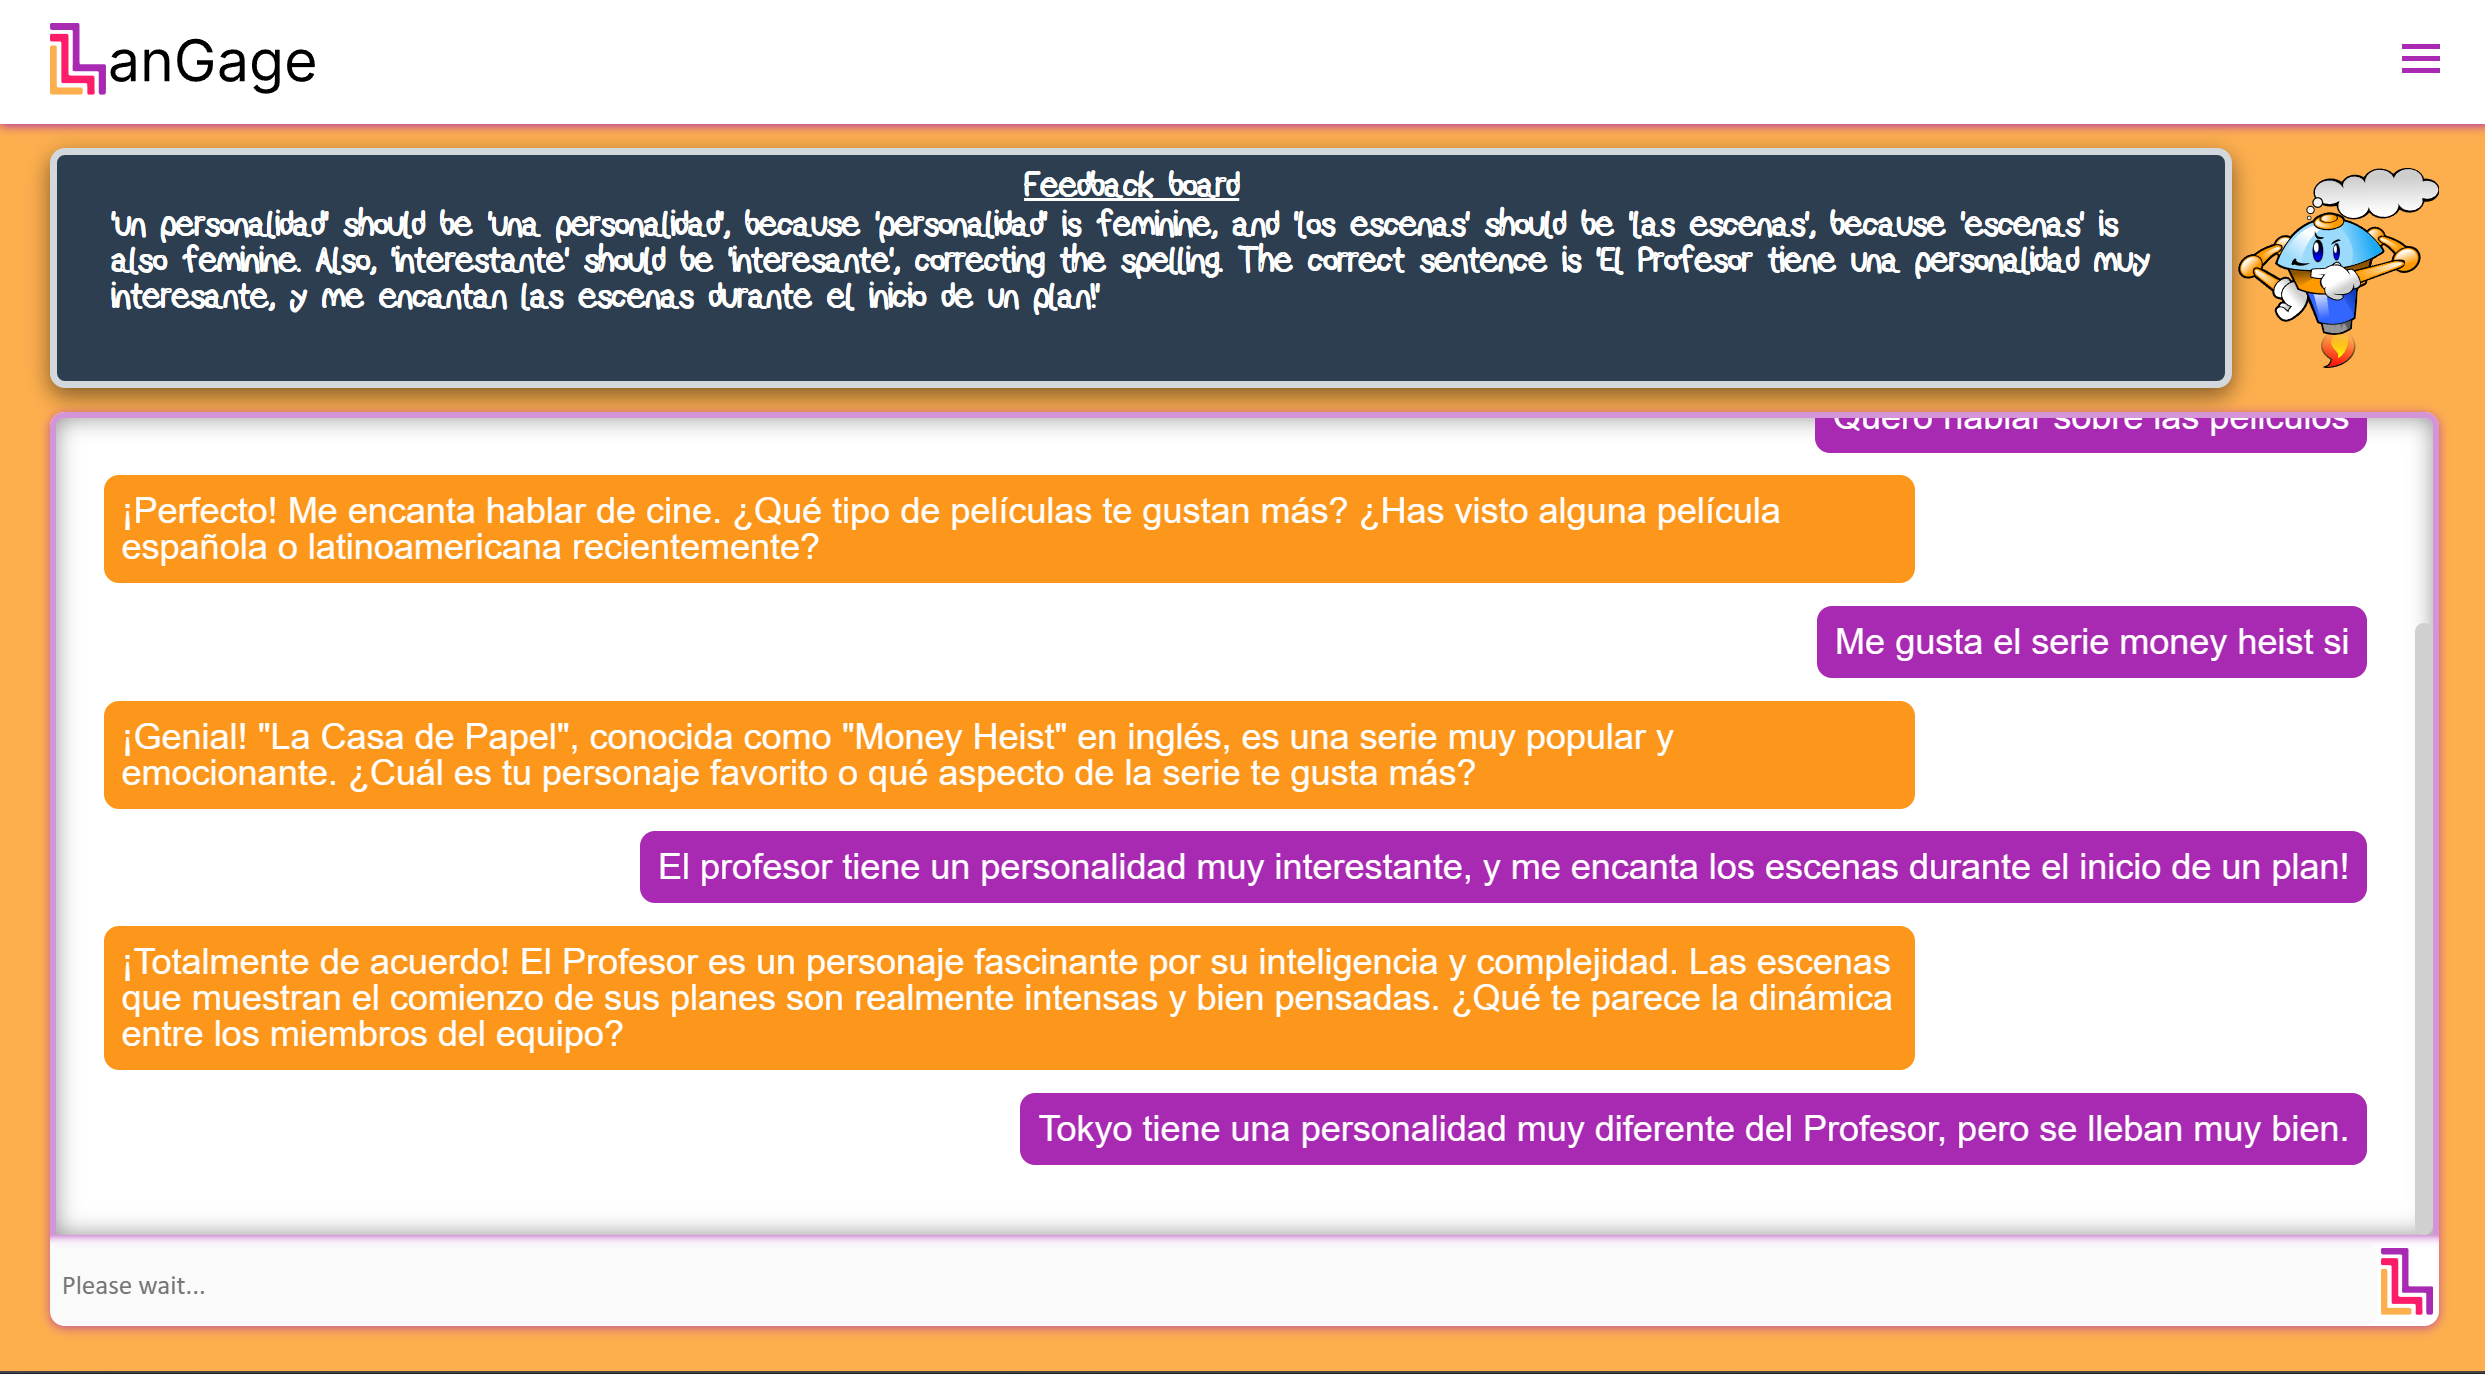 LanGage
Feedback board
'un personalidad' should be 'una personalidad', because 'personalidad' is feminine, and 'los escenas' should be 'las escenas', because 'escenas' is
also feminine. Also, 'interestante' should be 'interesante', correcting the spelling. The correct sentence is 'El Profesor tiene una personalidad muy
interesante, y me encantan las escenas durante el inicio de un plan!'
Quero hablar sobre las peliculos
¡Perfecto! Me encanta hablar de cine. ¿Qué tipo de películas te gustan más? ¿Has visto alguna película
española o latinoamericana recientemente?
Me gusta el serie money heist si
¡Genial! "La Casa de Papel", conocida como "Money Heist" en inglés, es una serie muy popular y
emocionante. ¿Cuál es tu personaje favorito o qué aspecto de la serie te gusta más?
El profesor tiene un personalidad muy interestante, y me encanta los escenas durante el inicio de un plan!
¡Totalmente de acuerdo! El Profesor es un personaje fascinante por su inteligencia y complejidad. Las escenas
que muestran el comienzo de sus planes son realmente intensas y bien pensadas. ¿Qué te parece la dinámica
entre los miembros del equipo?
Tokyo tiene una personalidad muy diferente del Profesor, pero se lleban muy bien.
Please wait...